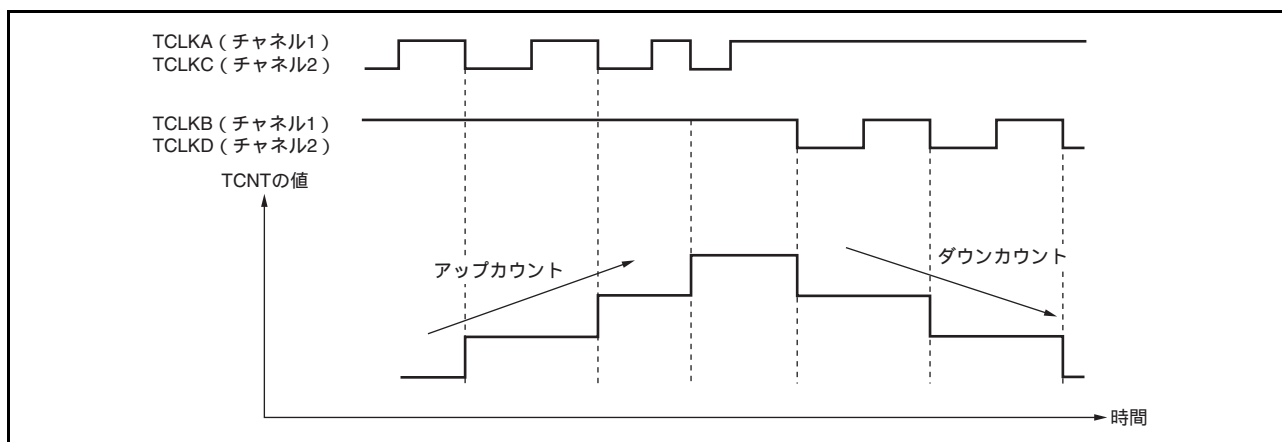 TCLKA（チャネル1）
TCLKC（チャネル2）
TCLKB（チャネル1）
TCLKD（チャネル2）
TCNTの値
アップカウント
ダウンカウント
時間